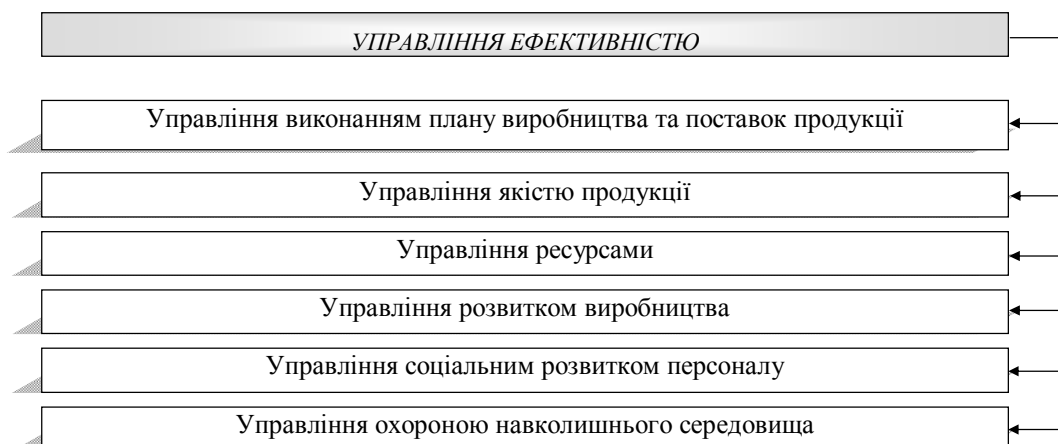 УПРАВЛІННЯ ЕФЕКТИВНІСТЮ
Управління виконанням плану виробництва та поставок продукції
Управління якістю продукції
Управління ресурсами
Управління розвитком виробництва
Управління соціальним розвитком персоналу
Управління охороною навколишнього середовища